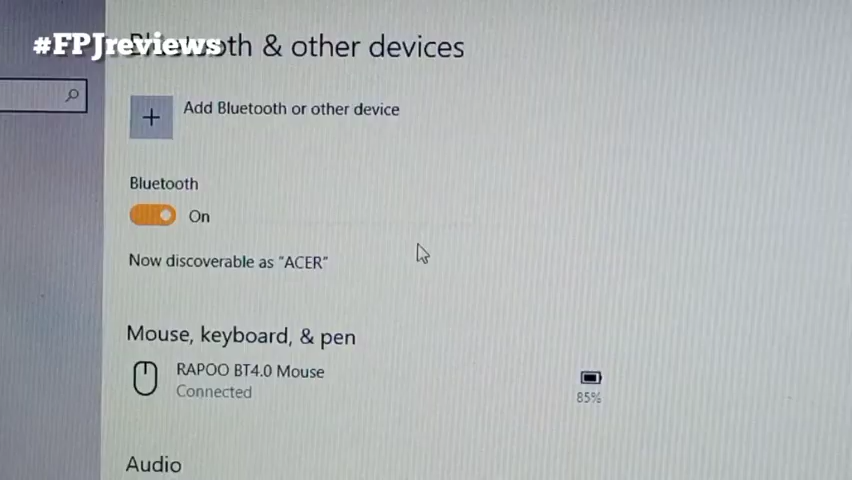 #FPJreviews
Bluetooth & other devices
Add Bluetooth or other device
Bluetooth
On
Now discoverable as "ACER"
Mouse, keyboard, & pen
RAPOO BT4.0 Mouse
Connected
85%
Audio